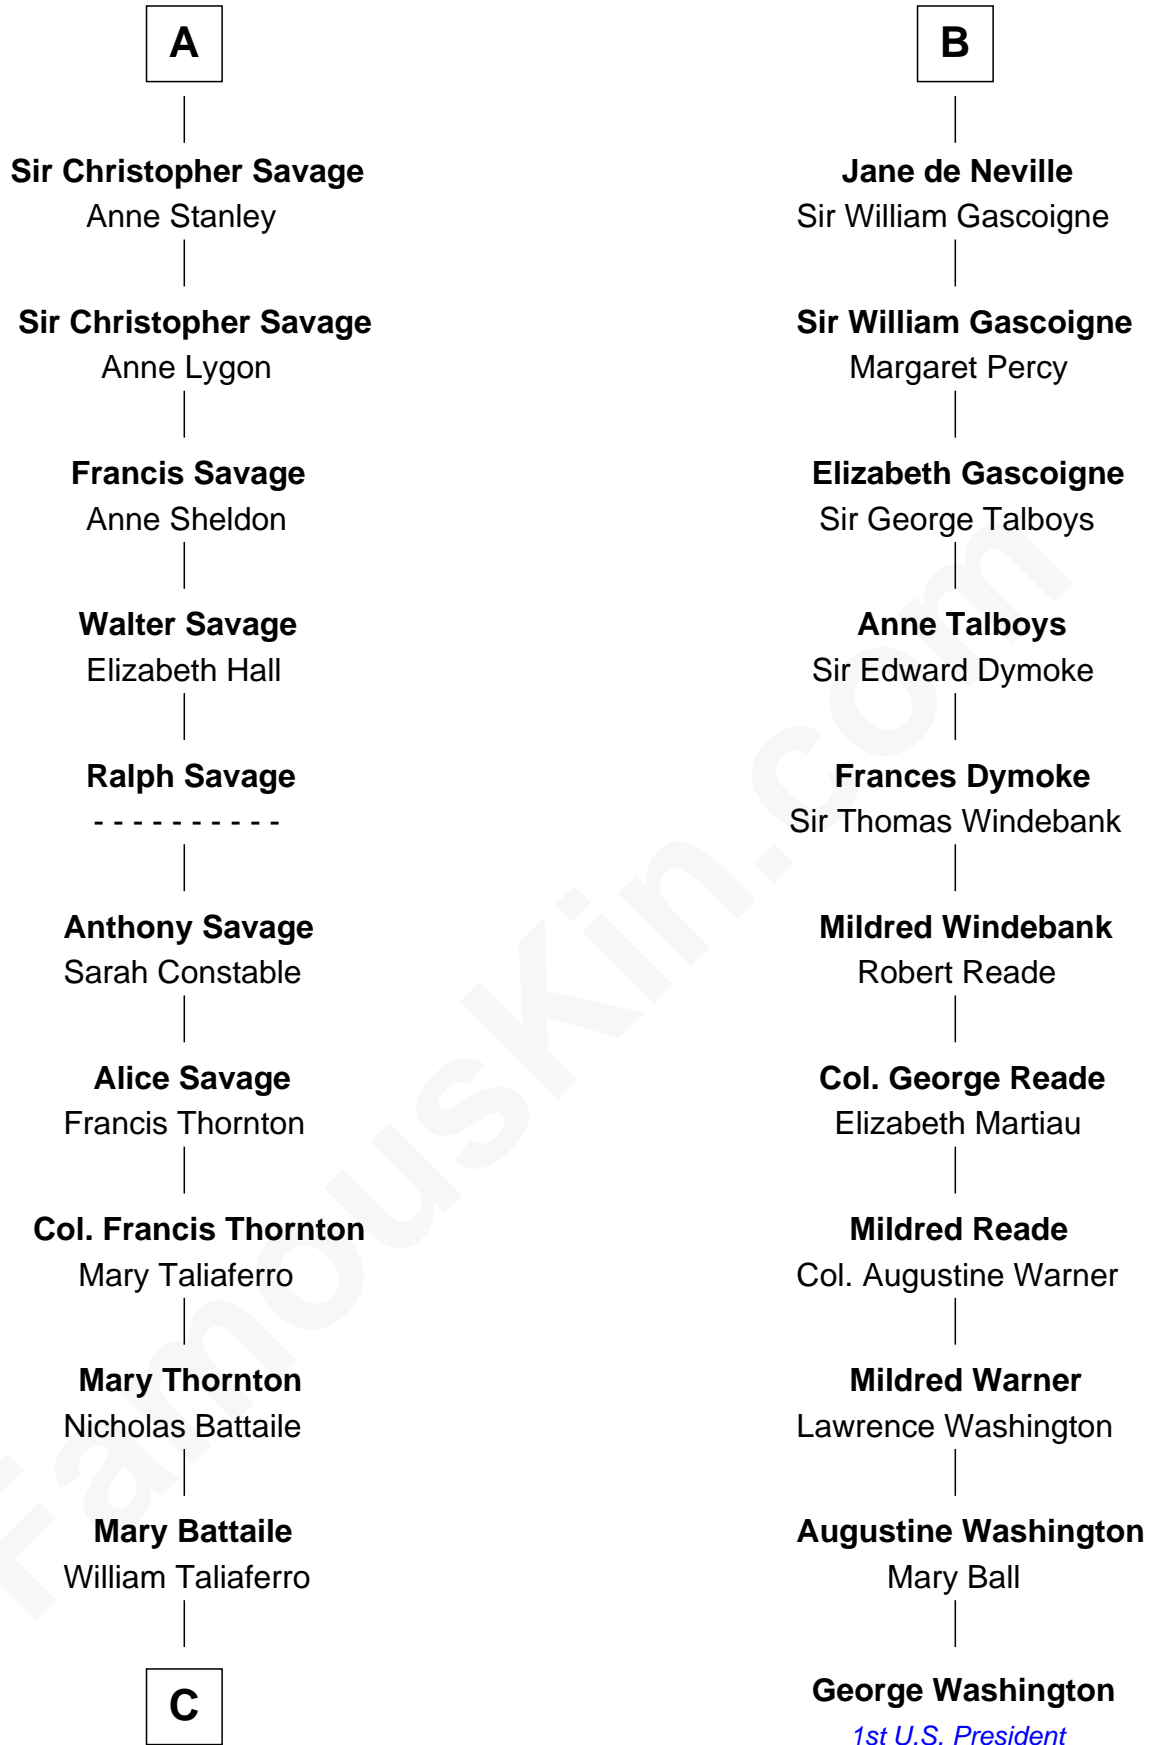 A
Sir Christopher Savage
Anne Stanley
Sir Christopher Savage
Anne Lygon
Francis Savage
Anne Sheldon
Walter Savage
Elizabeth Hall
Ralph Savage
- - - - - - - - - -
Anthony Savage
Sarah Constable
Alice Savage
Francis Thornton
Col. Francis Thornton
Mary Taliaferro
Mary Thornton
Nicholas Battaile
Mary Battaile
William Taliaferro
C
B
Jane de Neville
Sir William Gascoigne
Sir William Gascoigne
Margaret Percy
Elizabeth Gascoigne
Sir George Talboys
Anne Talboys
Sir Edward Dymoke
Frances Dymoke
Sir Thomas Windebank
Mildred Windebank
Robert Reade
Col. George Reade
Elizabeth Martiau
Mildred Reade
Col. Augustine Warner
Mildred Warner
Lawrence Washington
Augustine Washington
Mary Ball
George Washington
1st U.S. President
FamousKin.com